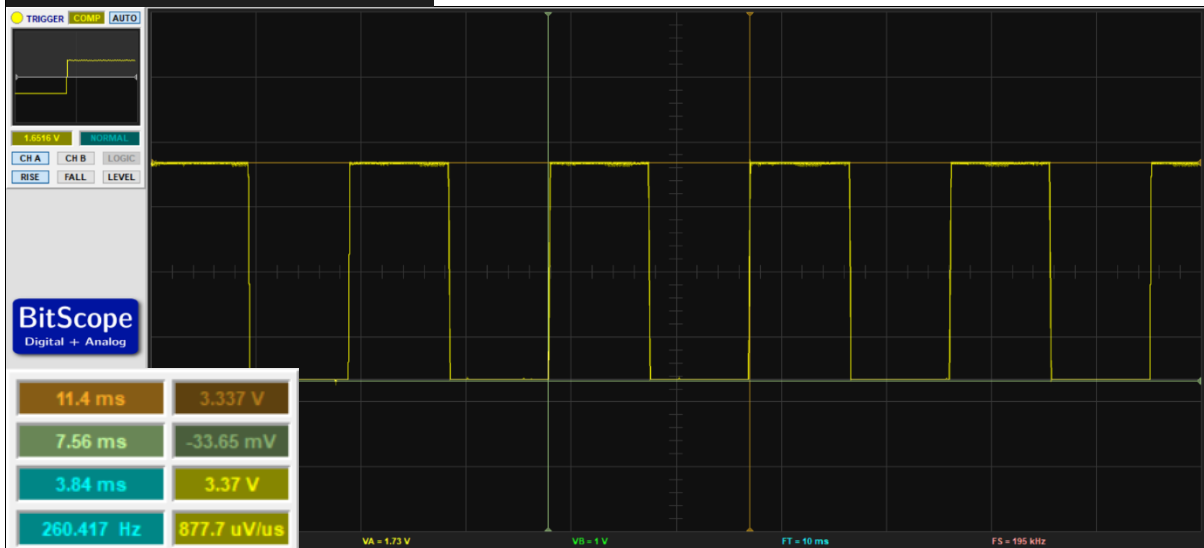 TRIGGER COMP AUTO
1.6516 V NORMAL
CH A CH B LOGIC
RISE FALL LEVEL
BitScope
Digital + Analog
11.4 ms 3.337 V
7.56 ms -33.65 mV
3.84 ms 3.37 V
260.417 Hz 877.7 uV/us
VA = 1.73 V VB = 1 V FT = 10 ms FS = 195 kHz